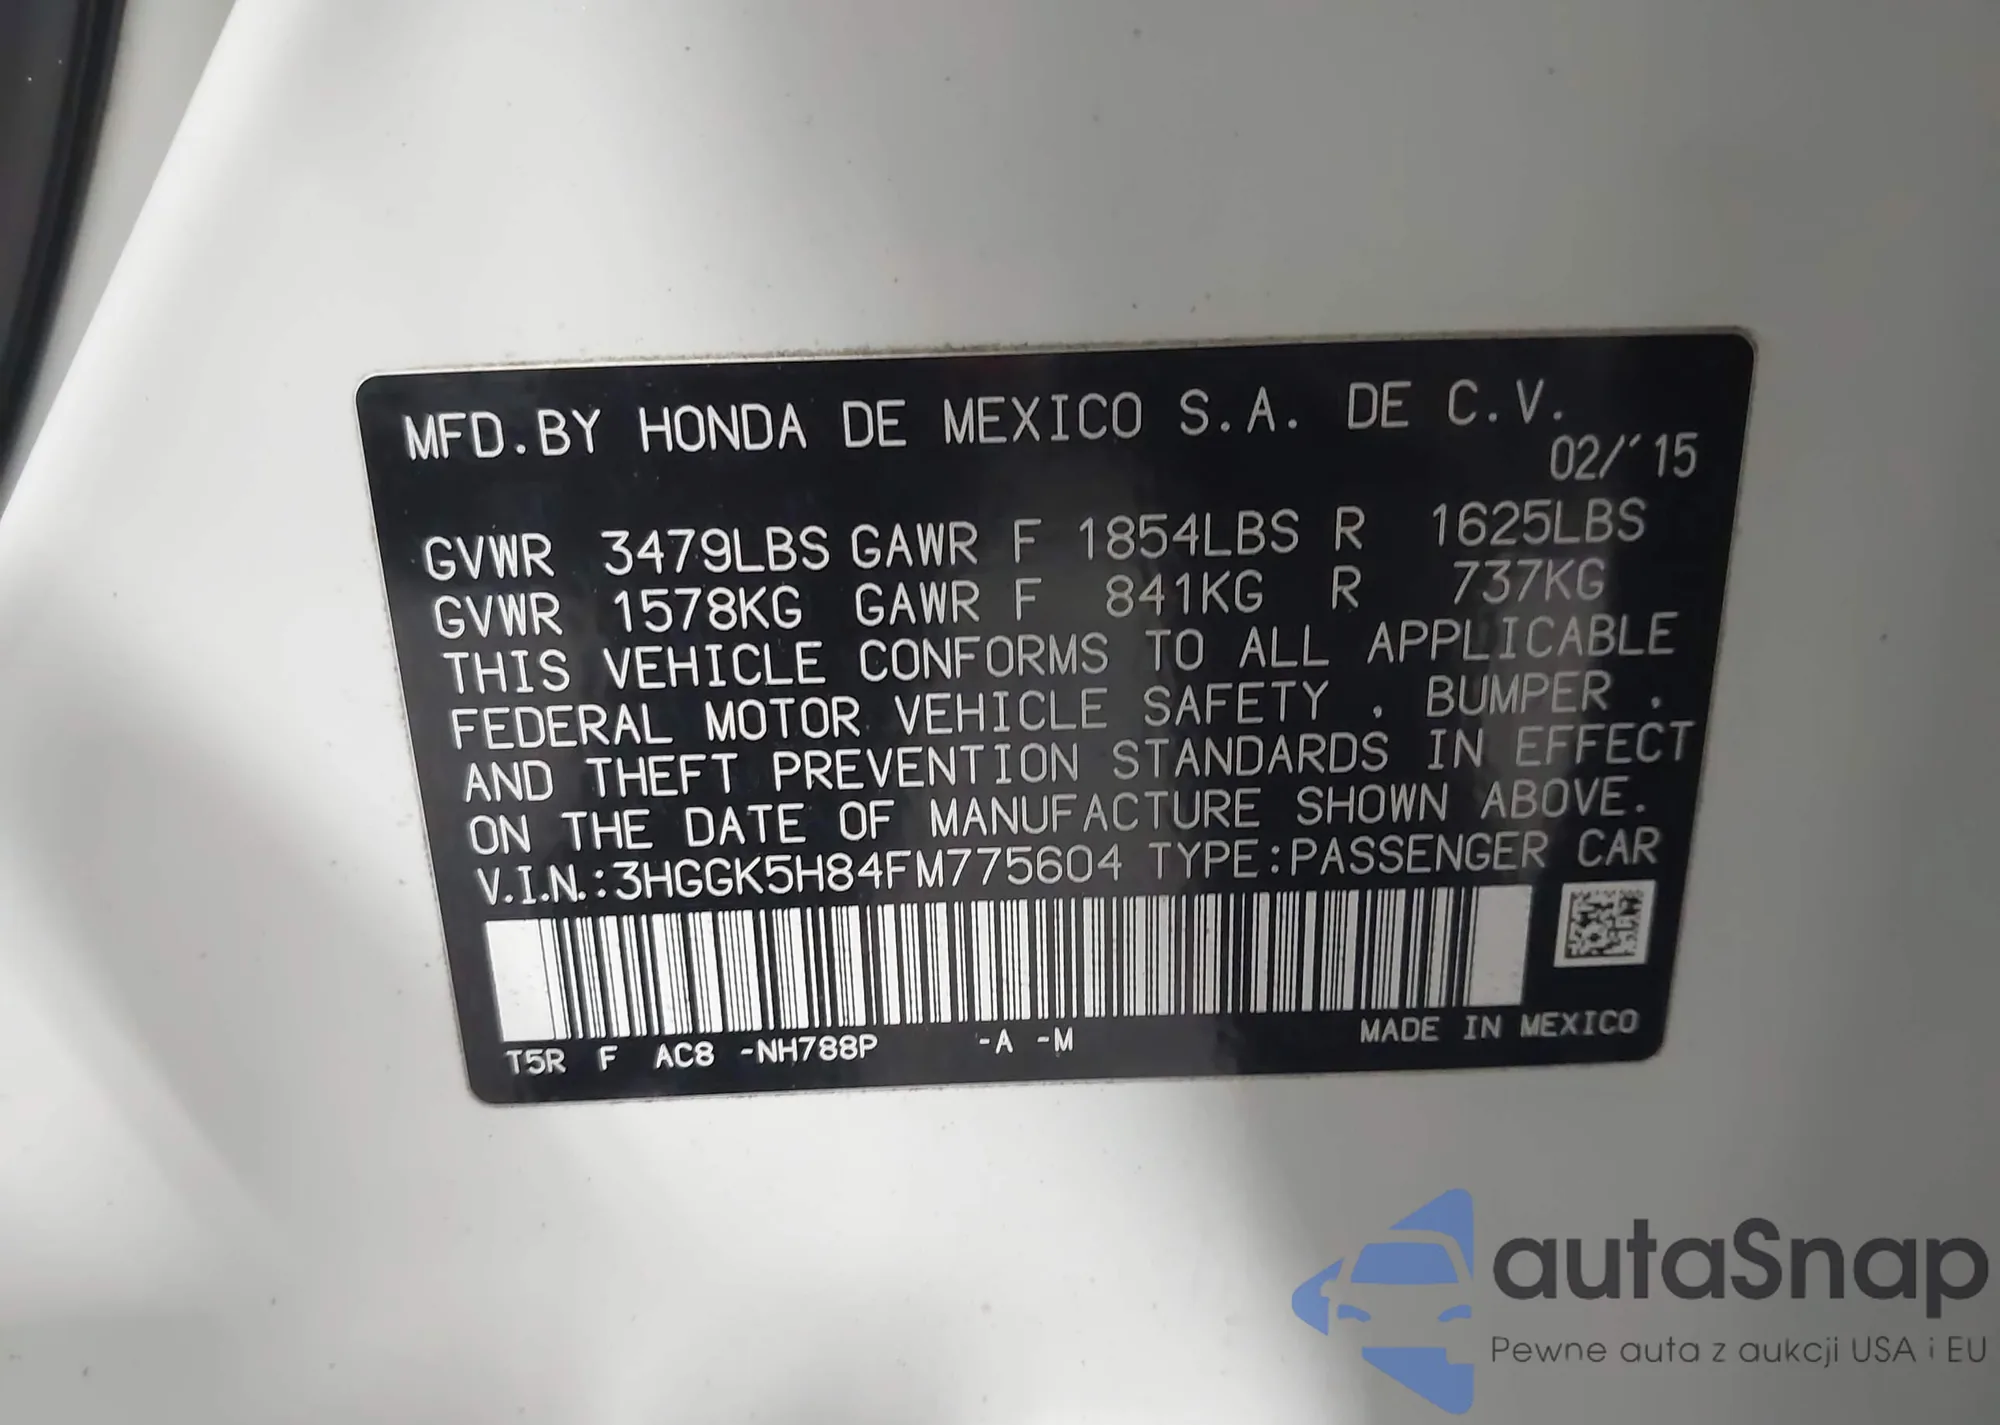 MFD.BY HONDA DE MEXICO S.A. DE C.V.
02/'15
GVWR 3479LBS GAWR F 1854LBS R 1625LBS
GVWR 1578KG GAWR F 841KG R 737KG
THIS VEHICLE CONFORMS TO ALL APPLICABLE
FEDERAL MOTOR VEHICLE SAFETY , BUMPER ,
AND THEFT PREVENTION STANDARDS IN EFFECT
ON THE DATE OF MANUFACTURE SHOWN ABOVE.
V.I.N.:3HGGK5H84FM775604 TYPE:PASSENGER CAR
T5R F AC8 -NH788P -A -M MADE IN MEXICO
autaSnap
Pewne auta z aukcji USA i EU